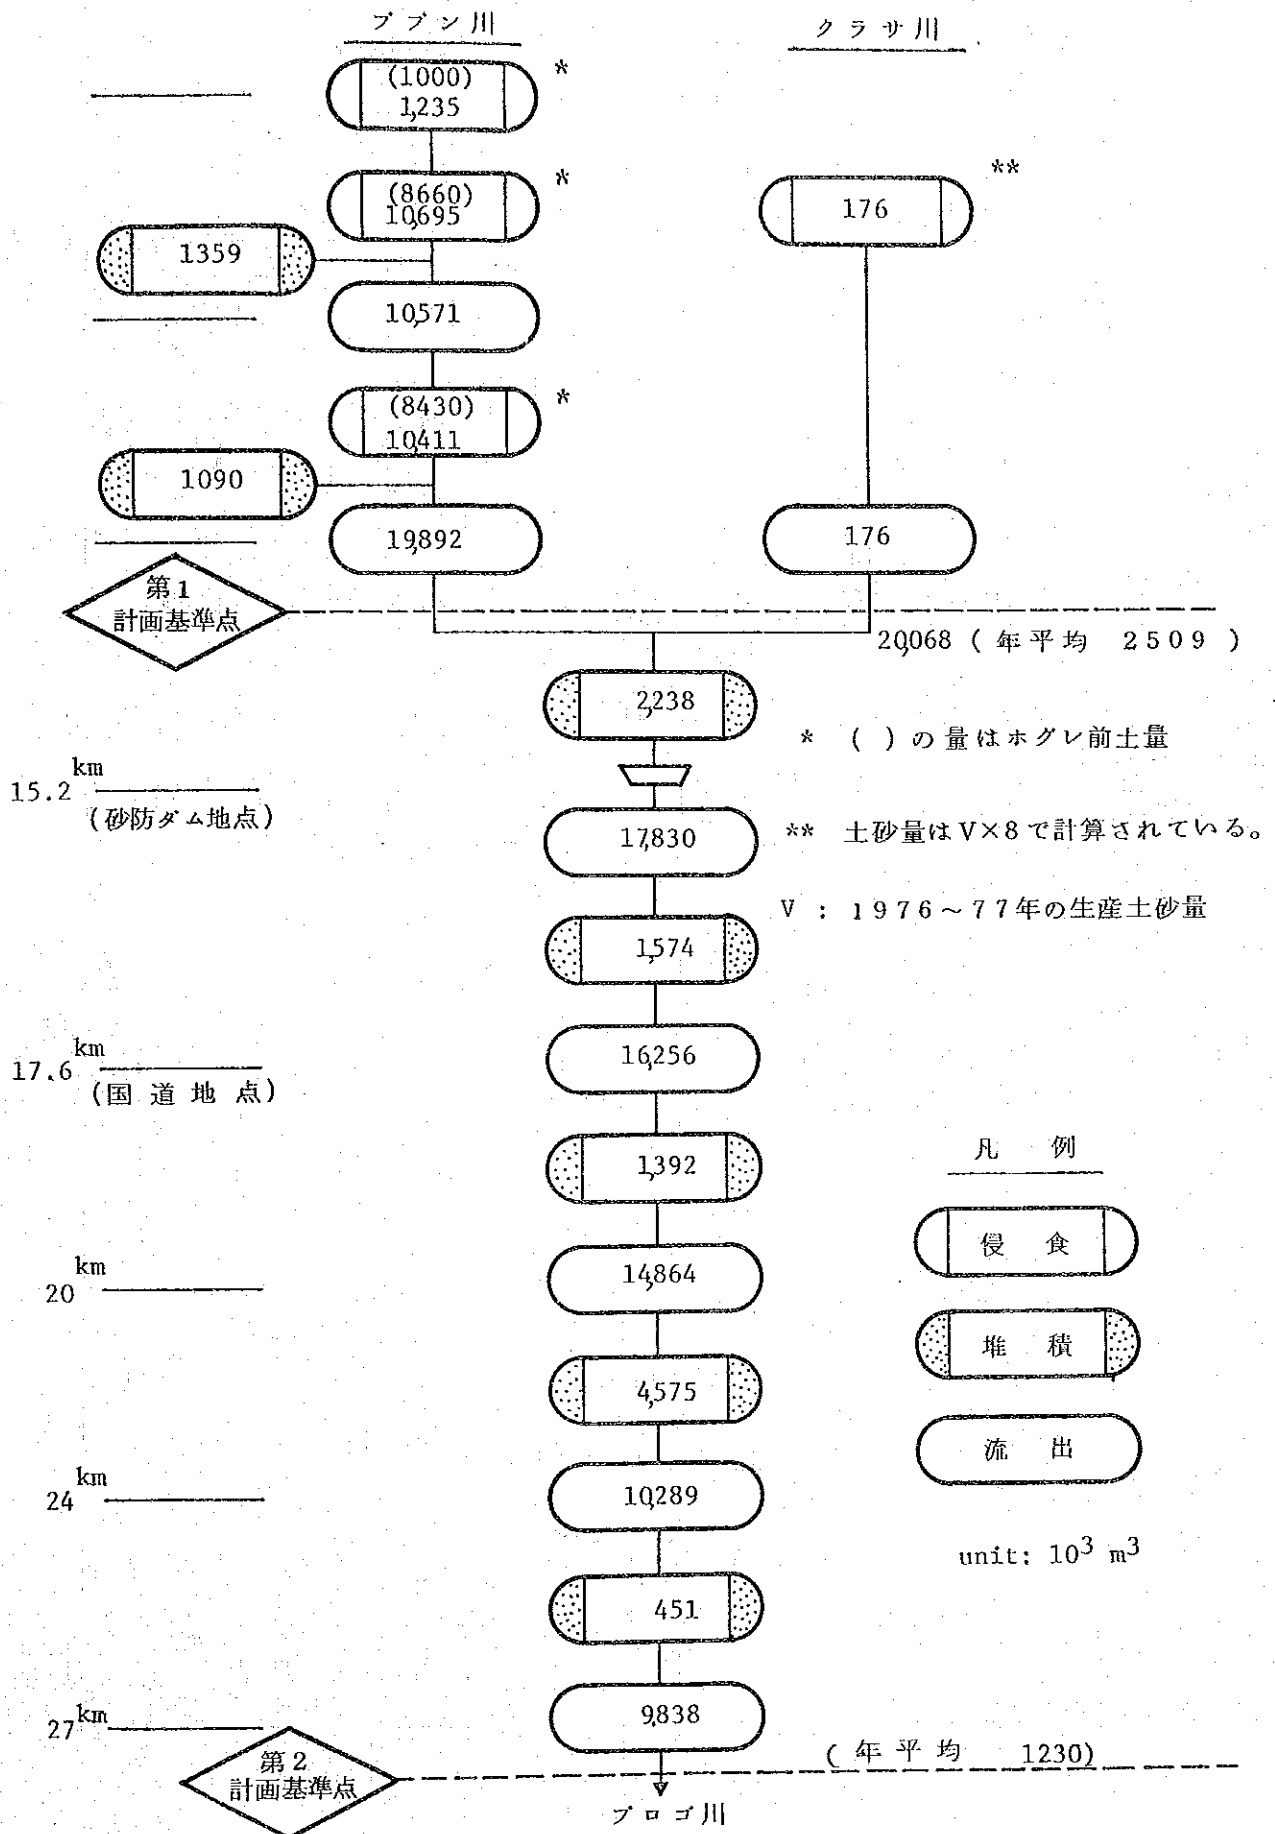 ブブン川
クラサ川
(1000)
1,235
*
(8660)
10,695
*
176
**
1359
10,571
(8430)
10,411
*
1090
19,892
176
第1
計画基準点
20,068 (年平均 2509)
2,238
* ( )の量はホグレ前土量
15.2 km
(砂防ダム地点)
17,830
** 土砂量はV×8で計算されている。
V : 1976~77年の生産土砂量
1,574
16,256
17.6 km
(国道地点)
1,392
凡 例
侵 食
14,864
20 km
堆 積
4,575
流 出
10,289
24 km
unit: 10³ m³
451
9,838
27 km
(年平均 1230)
第2
計画基準点
プロゴ川